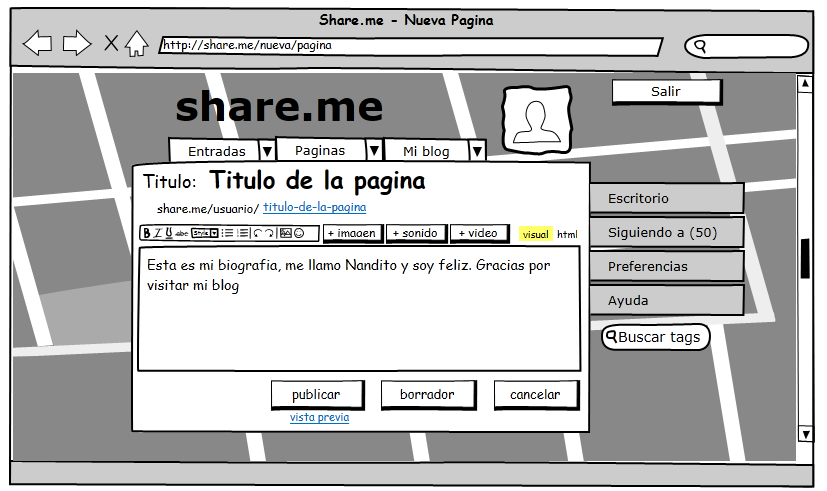 Share.me - Nueva Pagina
http://share.me/nueva/pagina
share.me
Salir
Entradas
Paginas
Mi blog
Titulo: Titulo de la pagina
share.me/usuario/ titulo-de-la-pagina
B I U abc Style
+ imagen
+ sonido
+ video
visual
html
Esta es mi biografia, me llamo Nandito y soy feliz. Gracias por
visitar mi blog
publicar
borrador
cancelar
vista previa
Escritorio
Siguiendo a (50)
Preferencias
Ayuda
Buscar tags